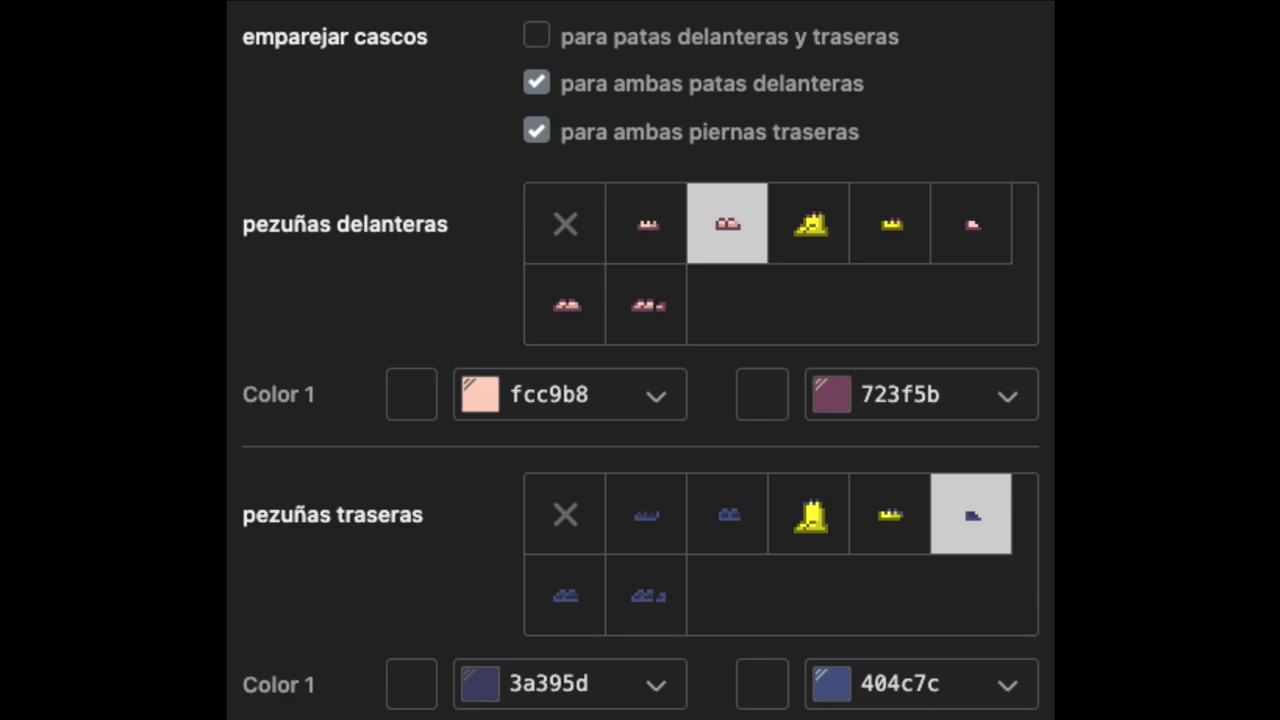 emparejar cascos
para patas delanteras y traseras
para ambas patas delanteras
para ambas piernas traseras
pezuñas delanteras
Color 1 fcc9b8 723f5b
pezuñas traseras
Color 1 3a395d 404c7c